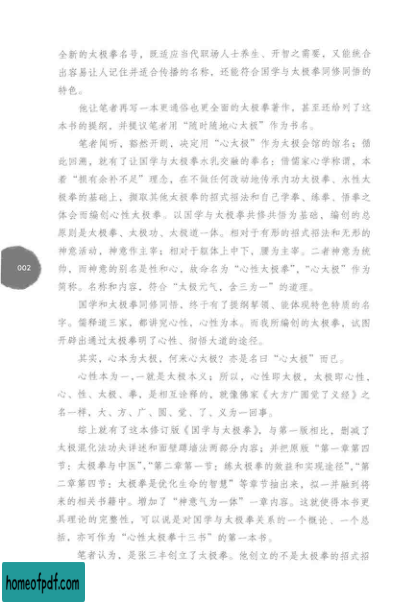 全新的太极拳名号，既适应当代职场人士养生、开智之需要，又能统合
出容易让人记住并适合传播的名称，还能符合国学与太极拳同修同悟的
特色。
他让笔者再写一本更通俗也更全面的太极拳著作，甚至还给列了这
本书的提纲，并提议笔者用“随时随地心太极”作为书名。
笔者闻听，豁然开朗，决定用“心太极”作为太极会馆的馆名；借
此回溯，就有了让国学与太极拳水乳交融的拳名；借儒家心学称谓，本
着“损有余补不足”理念，在不做任何改动地传承内功太极拳、水性太
极拳的基础上，撷取其他太极拳的招式招法和自己学拳、练拳、悟拳之
体会而编创心性太极拳。以国学与太极拳共修共悟为基础，编创的总
原则是太极拳、太极功、太极道一体。相对于有形的招式招法和无形的
神意活动，神意作主宰；相对于躯体上中下，腰为主宰。二者神意为统
帅，而神意的别名是性和心，故命名为“心性太极拳”，“心太极”作为
简称。名称和内容，符合“太极元气，含三为一”的道理。
国学和太极拳同修同悟，终于有了提纲挈领、能体现特色特质的名
字。儒释道三家，都讲究心性，心性为本。而我所编创的太极拳，试图
开辟出通过太极拳明了心性、彻悟大道的途径。
其实，心本为太极，何来心太极？亦是名曰“心太极”而已。
心性本为一，一就是太极本义；所以，心性即太极，太极即心性，
心、性、太极、拳，是相互诠释的，就像佛家《大方广圆觉了义经》之
名一样，大、方、广、圆、觉、了、义为一回事。
综上就有了这本修订版《国学与太极拳》。与第一版相比，删减了
太极混化法功夫详述和面壁蹲墙法两部分内容；并把原版“第一章第四
节：太极拳与中医”，“第二章第一节：练太极拳的效益和实现途径”，“第
二章第四节：太极拳是优化生命的智慧”等章节抽出来，拟一并融到将
来的相关书籍中。增加了“神意气为一体”一章内容。这就使得本书更
具理论的完整性，可以说是对国学与太极拳关系的一个概论、一个总
括，亦可作为“心性太极拳十三书”的第一本书。
笔者认为，是张三丰创立了太极拳。他创立的不是太极拳的招式招
002
homeofpdf.com